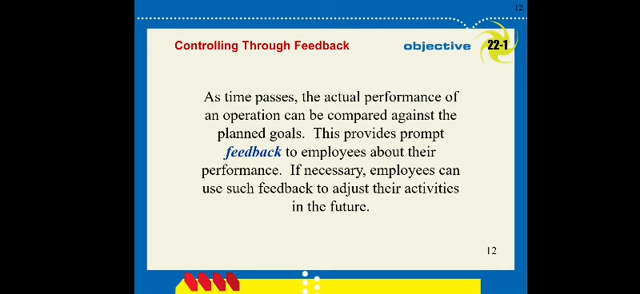 12
Controlling Through Feedback
objective 22-1
As time passes, the actual performance of
an operation can be compared against the
planned goals. This provides prompt
feedback to employees about their
performance. If necessary, employees can
use such feedback to adjust their activities
in the future.
12